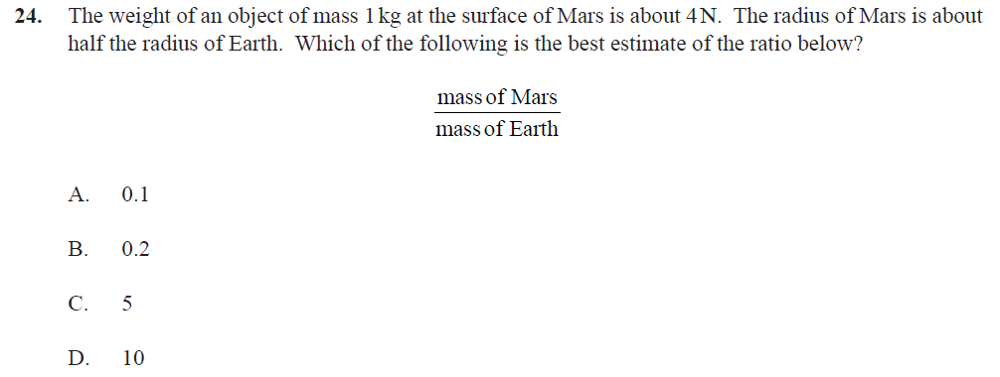 24. The weight of an object of mass 1 kg at the surface of Mars is about 4 N. The radius of Mars is about
half the radius of Earth. Which of the following is the best estimate of the ratio below?
mass of Mars
mass of Earth
A. 0.1
B. 0.2
C. 5
D. 10